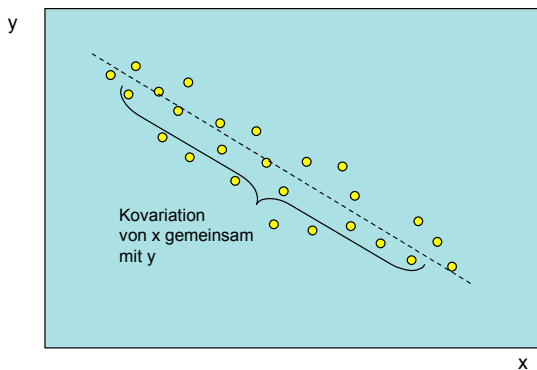 y
Kovariation
von x gemeinsam
mit y
x